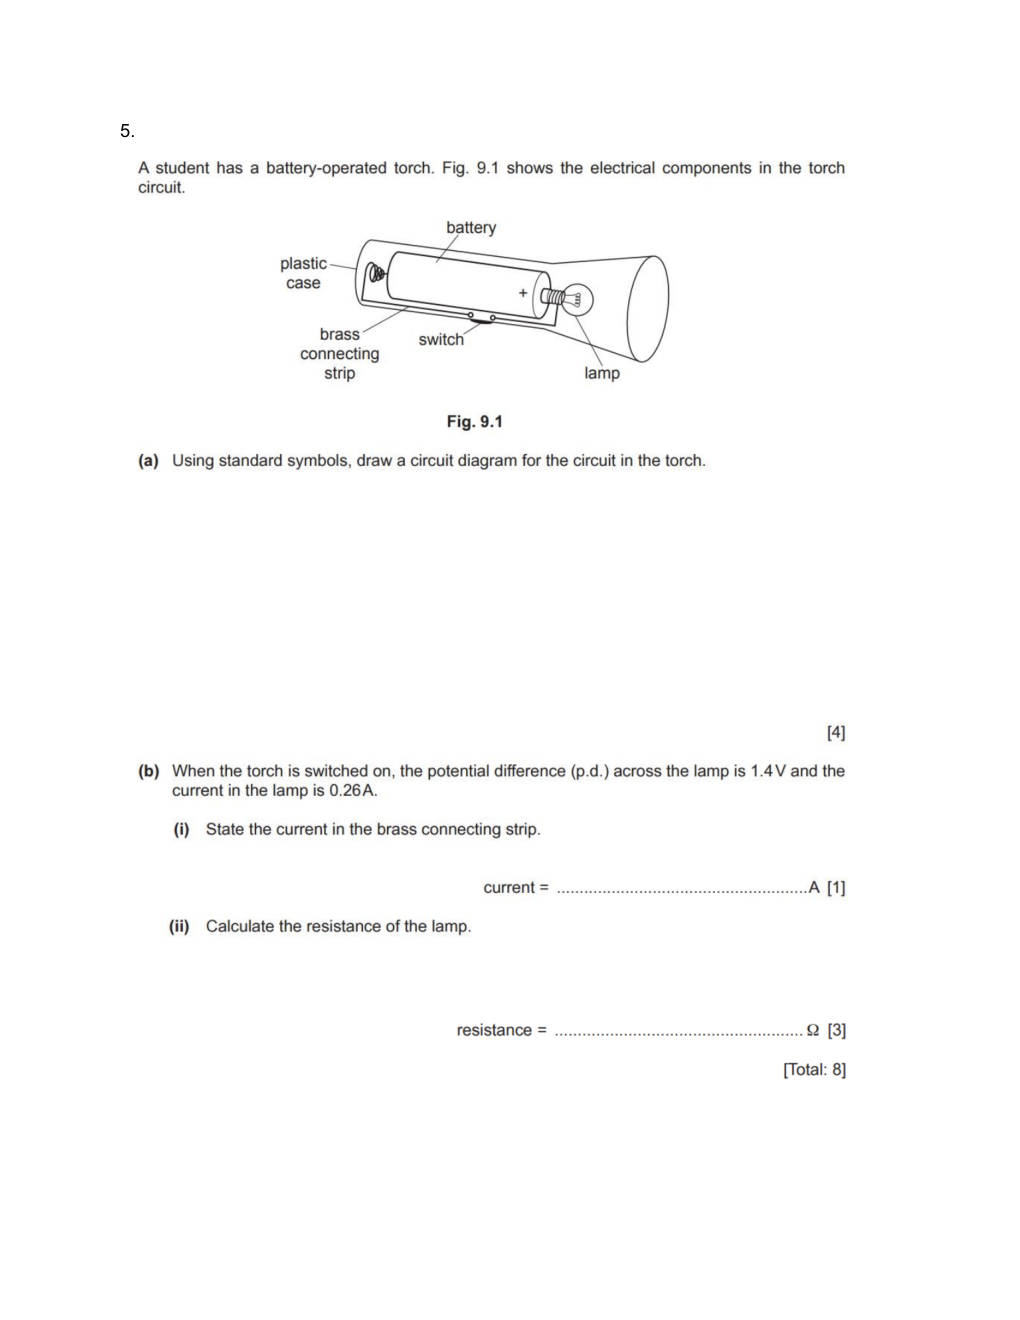 5.
A student has a battery-operated torch. Fig. 9.1 shows the electrical components in the torch
circuit.
battery
plastic
case
+
brass
connecting
strip
switch
lamp
Fig. 9.1
(a) Using standard symbols, draw a circuit diagram for the circuit in the torch.
[4]
(b) When the torch is switched on, the potential difference (p.d.) across the lamp is 1.4 V and the
current in the lamp is 0.26 A.
(i) State the current in the brass connecting strip.
current = ....................................................... A [1]
(ii) Calculate the resistance of the lamp.
resistance = ....................................................... Ω [3]
[Total: 8]